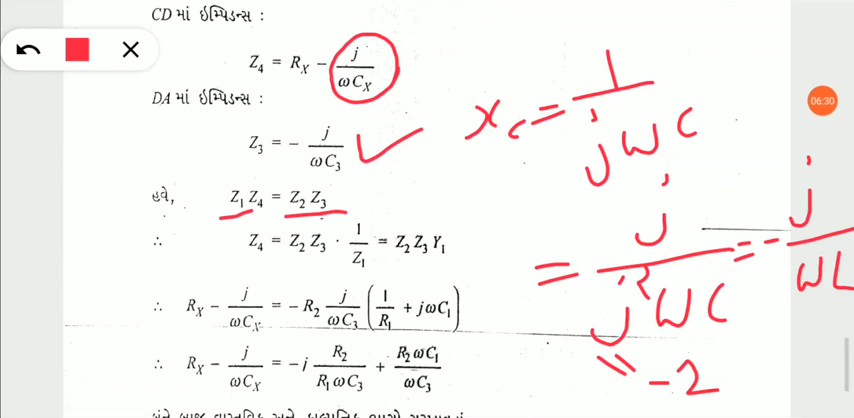 CD માં ઇમ્પિડન્સ :
Z₄ = R_X − j/ωC_X
DA માં ઇમ્પિડન્સ :
Z₃ = − j/ωC₃
હવે, Z₁ Z₄ = Z₂ Z₃
∴ Z₄ = Z₂ Z₃ · 1/Z₁ = Z₂ Z₃ Y₁
∴ R_X − j/ωC_X = − R₂ j/ωC₃ (1/R₁ + jωC₁)
∴ R_X − j/ωC_X = − j R₂/R₁ωC₃ + R₂ωC₁/ωC₃
06:30
x_c = 1/jωC
= j/j²ωC = − j/ωC